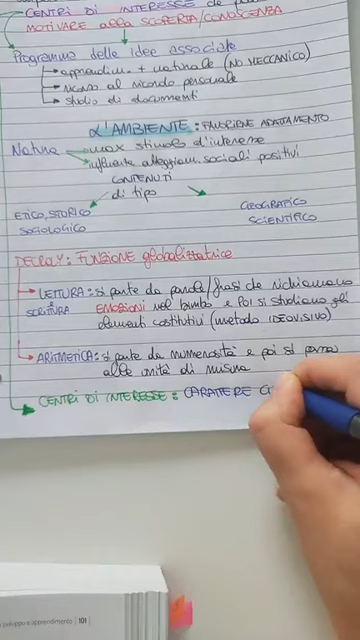 CENTRI DI INTERESSE
MOTIVARE alla SCOPERTA/CONOSCENZA
Programma delle idee associate
apprendim. + naturale (NO MECCANICO)
ricorso al ricordo personale
studio di documenti
L'AMBIENTE: FAVORIRE ADATTAMENTO
Natura
max stimolo d'interesse
influenza atteggiam. sociali positivi
CONTENUTI
di tipo
ETICO, STORICO
SOCIOLOGICO
GEOGRAFICO
SCIENTIFICO
DECROLY: FUNZIONE globalizzatrice
LETTURA: si parte da parole/frasi che richiamano
SCRITTURA EMOZIONI nel bimbo e poi si studiano gli
elementi costitutivi (metodo IDEOVISIVO)
ARITMETICA: si parte da numerosità e poi si passa
alle unità di misura
CENTRI DI INTERESSE: CARATTERE
sviluppo e apprendimento | 101